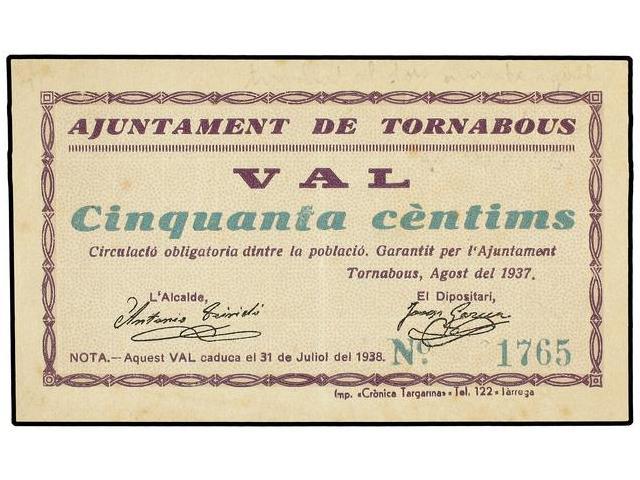 AJUNTAMENT DE TORNABOUS
VAL
Cinquanta cèntims
Circulació obligatoria dintre la població. Garantit per l'Ajuntament
Tornabous, Agost del 1937.
L'Alcalde, El Dipositari,
Antonio
NOTA.—Aquest VAL caduca el 31 de Juliol del 1938. Nº. 1765
Imp. «Crònica Targarina» - Tel. 122 - Tàrrega